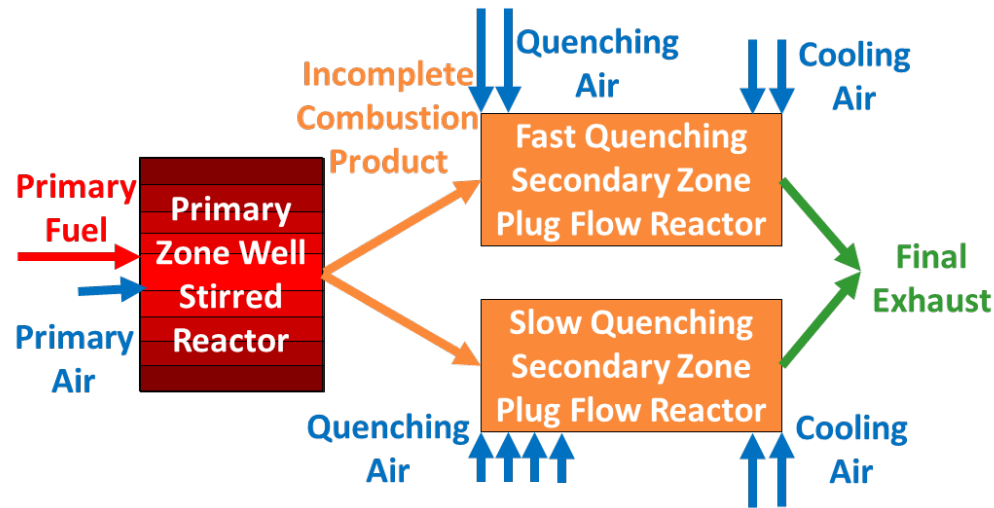 Primary
Fuel
Primary
Air
Primary
Zone Well
Stirred
Reactor
Incomplete
Combustion
Product
Quenching
Air
Cooling
Air
Fast Quenching
Secondary Zone
Plug Flow Reactor
Slow Quenching
Secondary Zone
Plug Flow Reactor
Quenching
Air
Cooling
Air
Final
Exhaust